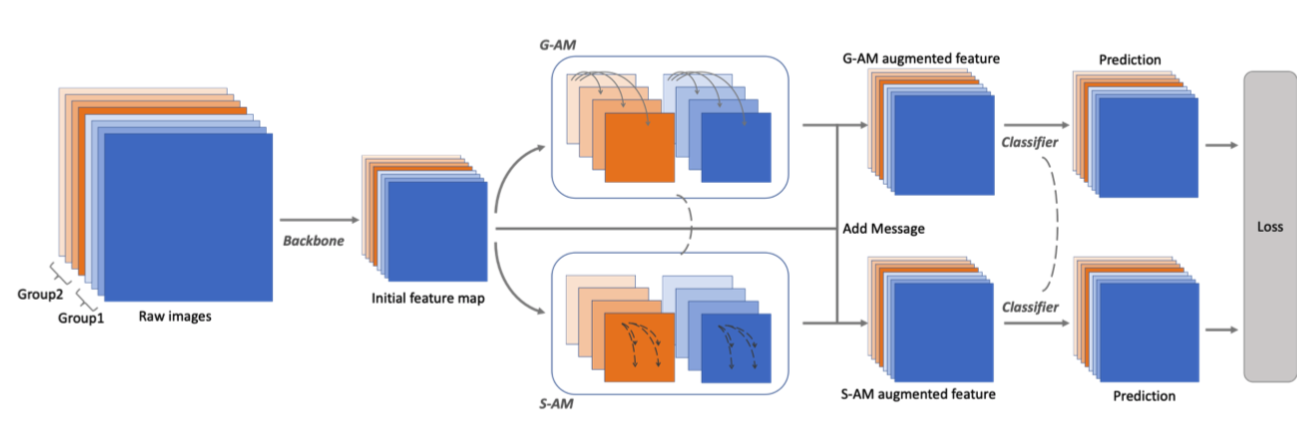 G-AM
G-AM augmented feature
Prediction
Classifier
Backbone
Add Message
Loss
Group2
Group1
Raw images
Initial feature map
Classifier
S-AM
S-AM augmented feature
Prediction